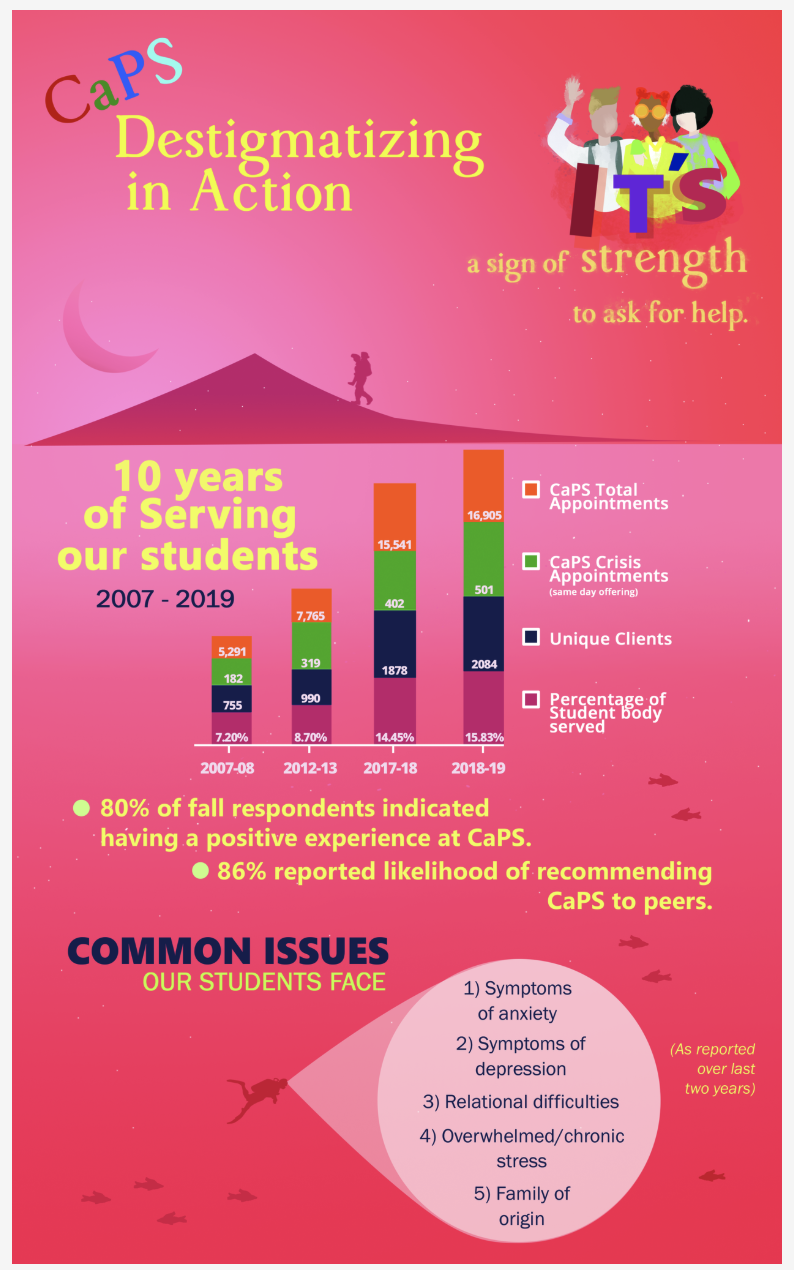 CaPS
Destigmatizing
in Action
IT'S
a sign of strength
to ask for help.
10 years
of Serving
our students
2007 - 2019
CaPS Total
Appointments
CaPS Crisis
Appointments
(same day offering)
Unique Clients
Percentage of
Student body
served
5,291
182
755
7.20%
2007-08
7,765
319
990
8.70%
2012-13
15,541
402
1878
14.45%
2017-18
16,905
501
2084
15.83%
2018-19
80% of fall respondents indicated
having a positive experience at CaPS.
86% reported likelihood of recommending
CaPS to peers.
COMMON ISSUES
OUR STUDENTS FACE
1) Symptoms
of anxiety
2) Symptoms of
depression
3) Relational difficulties
4) Overwhelmed/chronic
stress
5) Family of
origin
(As reported
over last
two years)